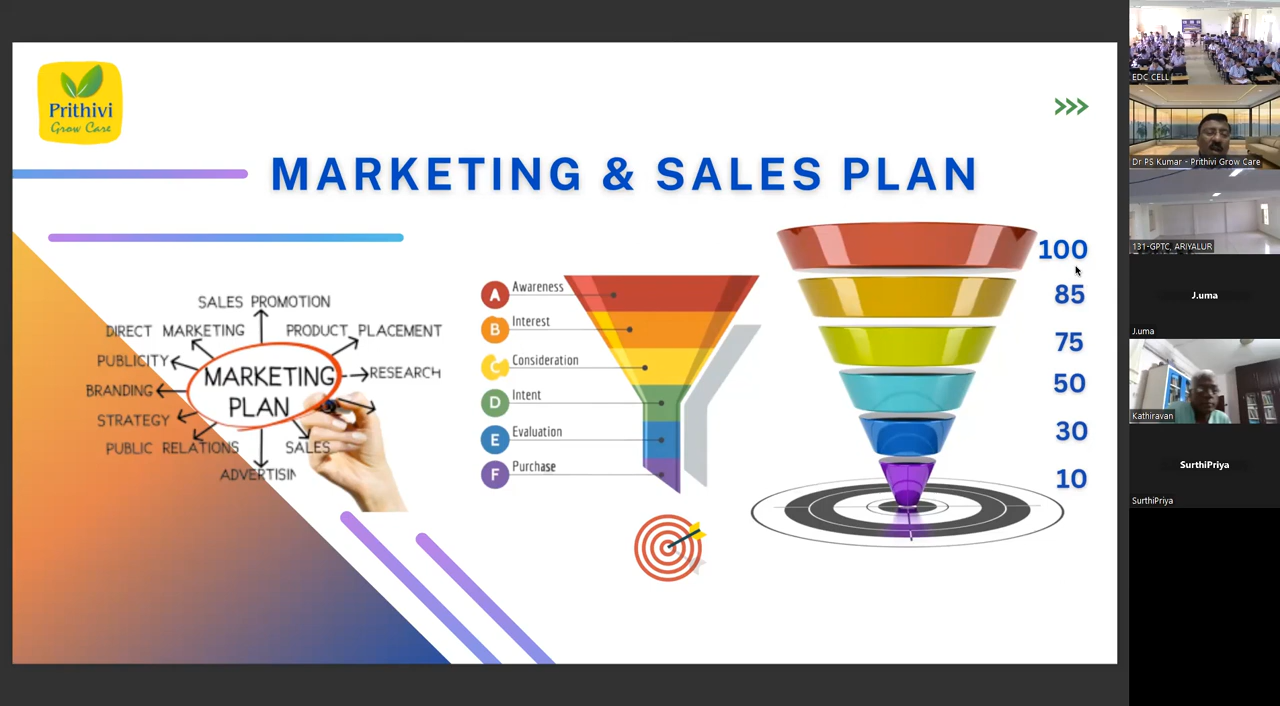 Prithivi
Grow Care
MARKETING & SALES PLAN
SALES PROMOTION
DIRECT MARKETING
PRODUCT PLACEMENT
PUBLICITY
RESEARCH
BRANDING
MARKETING
PLAN
STRATEGY
PUBLIC RELATIONS
SALES
ADVERTISIN
A Awareness
B Interest
C Consideration
D Intent
E Evaluation
F Purchase
100
85
75
50
30
10
EDC CELL
Dr PS Kumar - Prithivi Grow Care
131-GPTC, ARIYALUR
J.uma
J.uma
Kathiravan
SurthiPriya
SurthiPriya